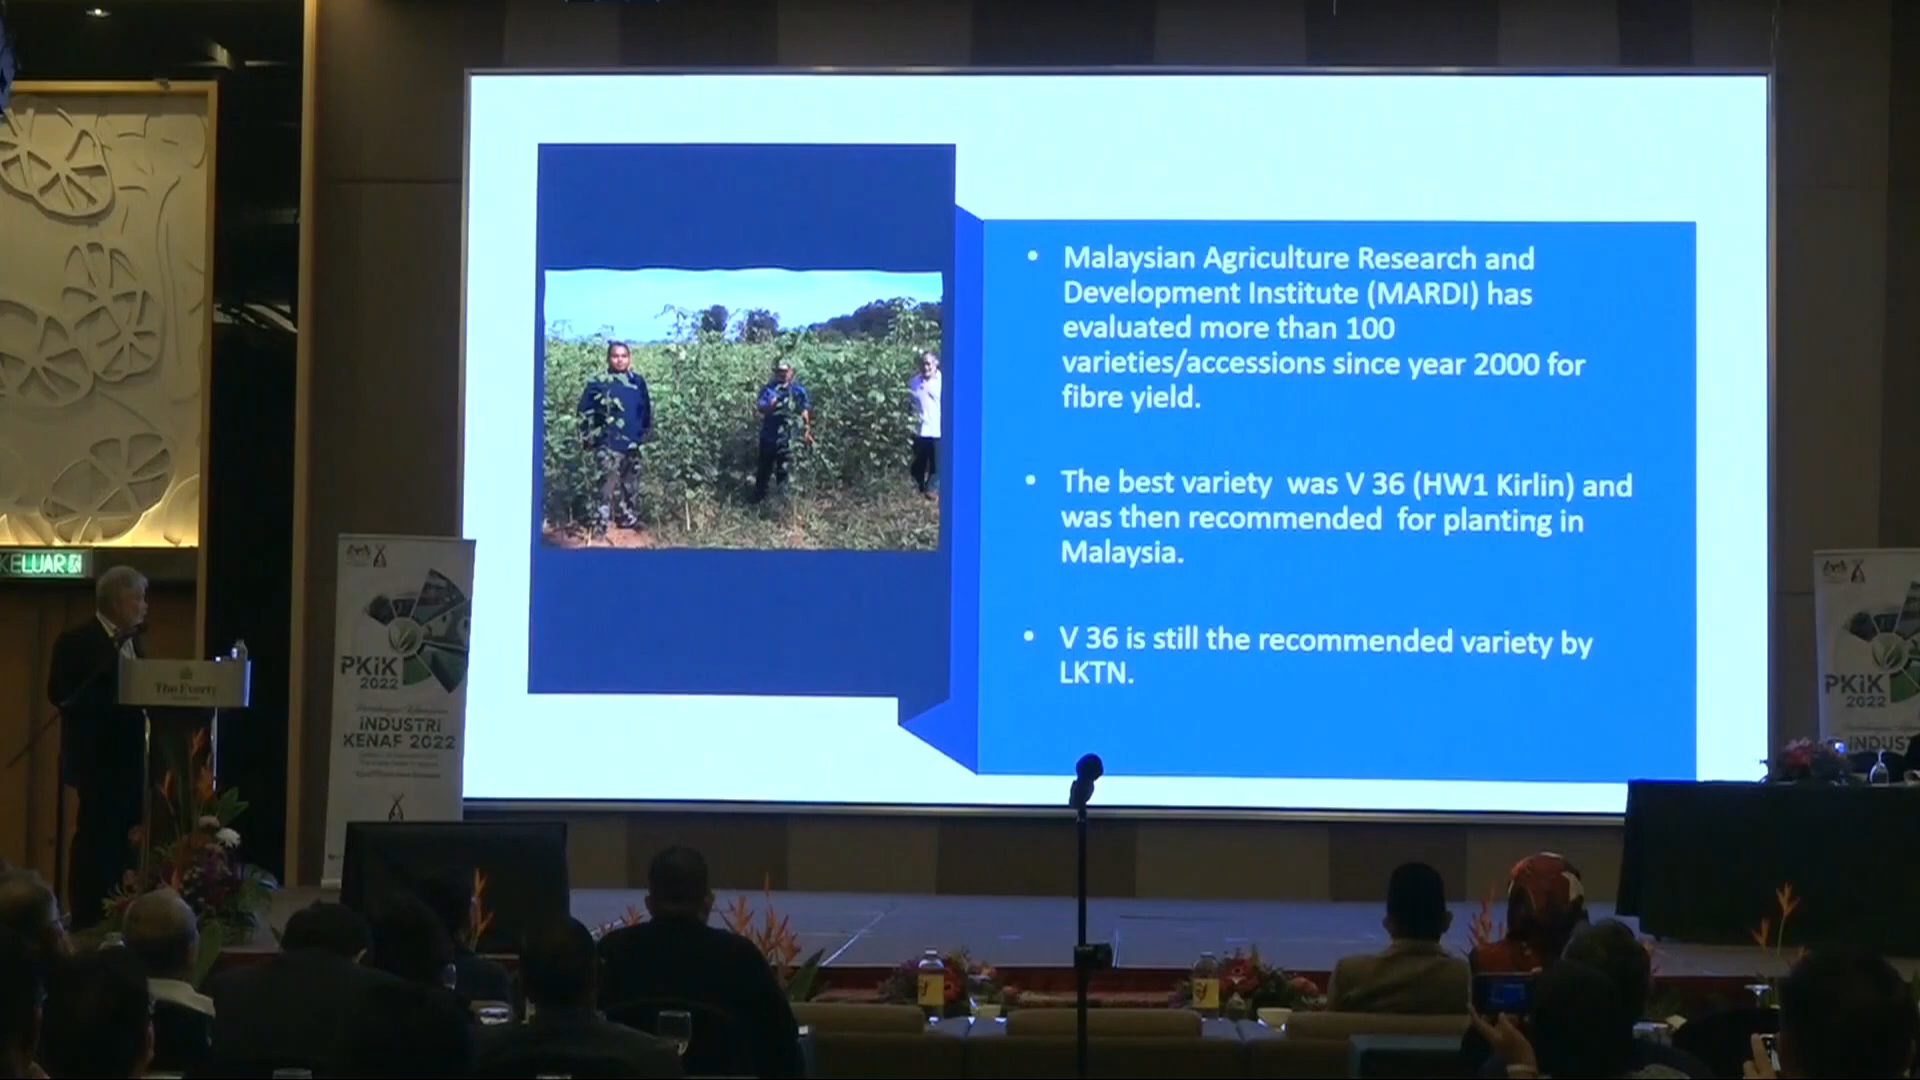 • Malaysian Agriculture Research and
Development Institute (MARDI) has
evaluated more than 100
varieties/accessions since year 2000 for
fibre yield.
• The best variety was V 36 (HW1 Kirlin) and
was then recommended for planting in
Malaysia.
• V 36 is still the recommended variety by
LKTN.
KELUAR
The Everly
PKiK
2022
iNDUSTRi
KENAF 2022
PKiK
2022